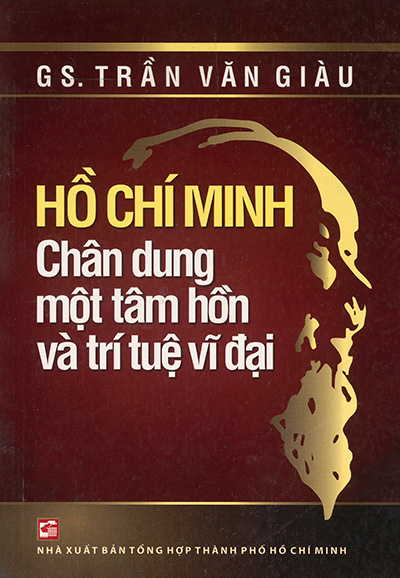 GS. TRẦN VĂN GIÀU
HỒ CHÍ MINH
Chân dung
một tâm hồn
và trí tuệ vĩ đại
NHÀ XUẤT BẢN TỔNG HỢP THÀNH PHỐ HỒ CHÍ MINH